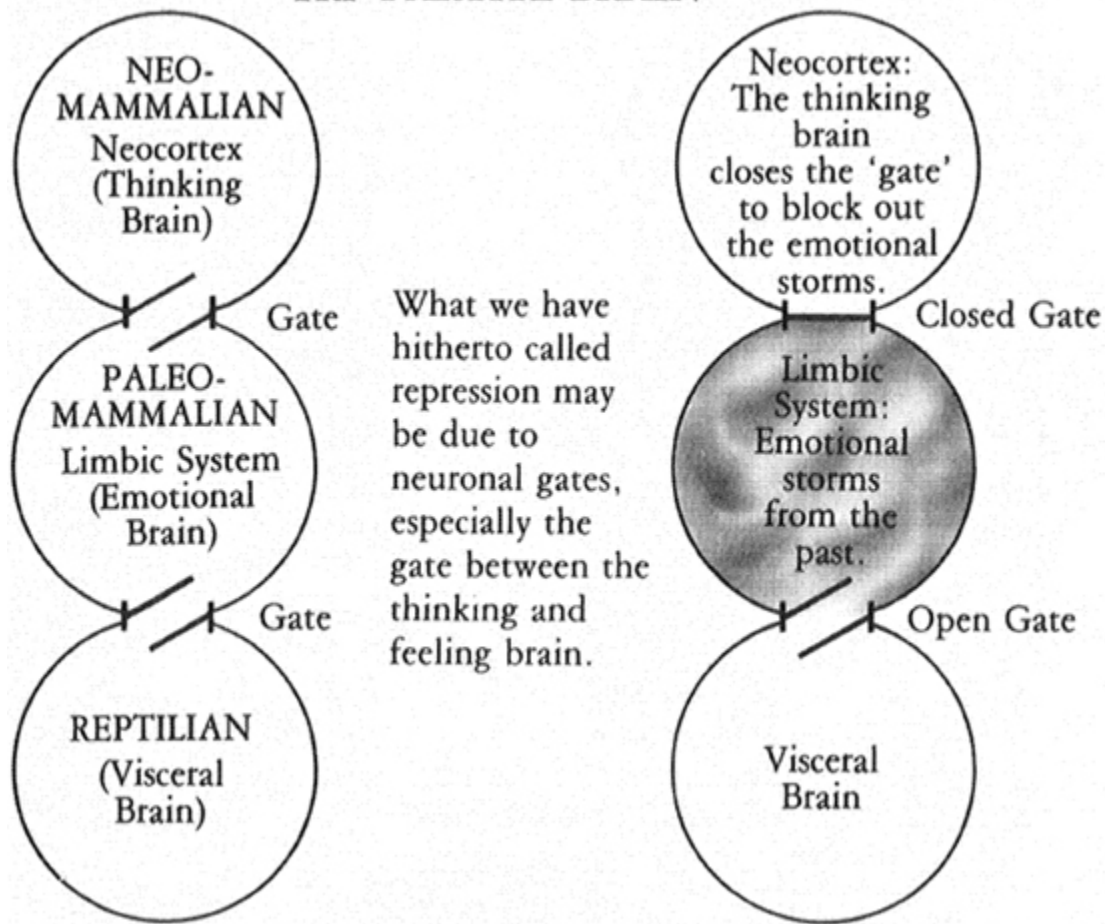 NEO-
MAMMALIAN
Neocortex
(Thinking
Brain)
Gate
PALEO-
MAMMALIAN
Limbic System
(Emotional
Brain)
Gate
REPTILIAN
(Visceral
Brain)
What we have
hitherto called
repression may
be due to
neuronal gates,
especially the
gate between the
thinking and
feeling brain.
Neocortex:
The thinking
brain
closes the ‘gate’
to block out
the emotional
storms.
Closed Gate
Limbic
System:
Emotional
storms
from the
past.
Open Gate
Visceral
Brain